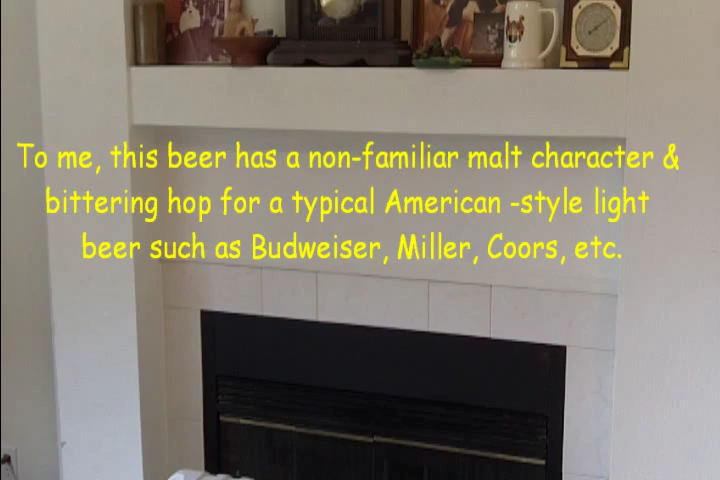 To me, this beer has a non-familiar malt character &
bittering hop for a typical American -style light
beer such as Budweiser, Miller, Coors, etc.